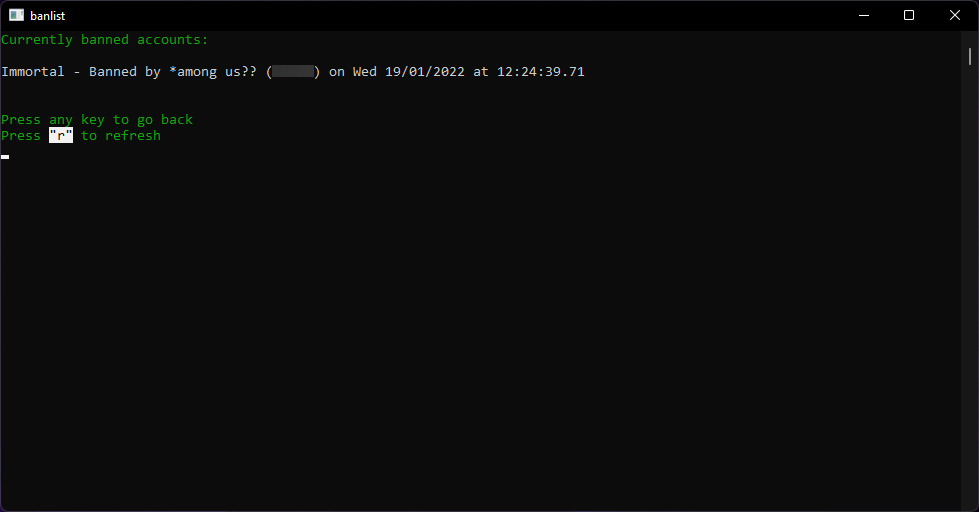 banlist
Currently banned accounts:
Immortal - Banned by *among us?? () on Wed 19/01/2022 at 12:24:39.71
Press any key to go back
Press "r" to refresh